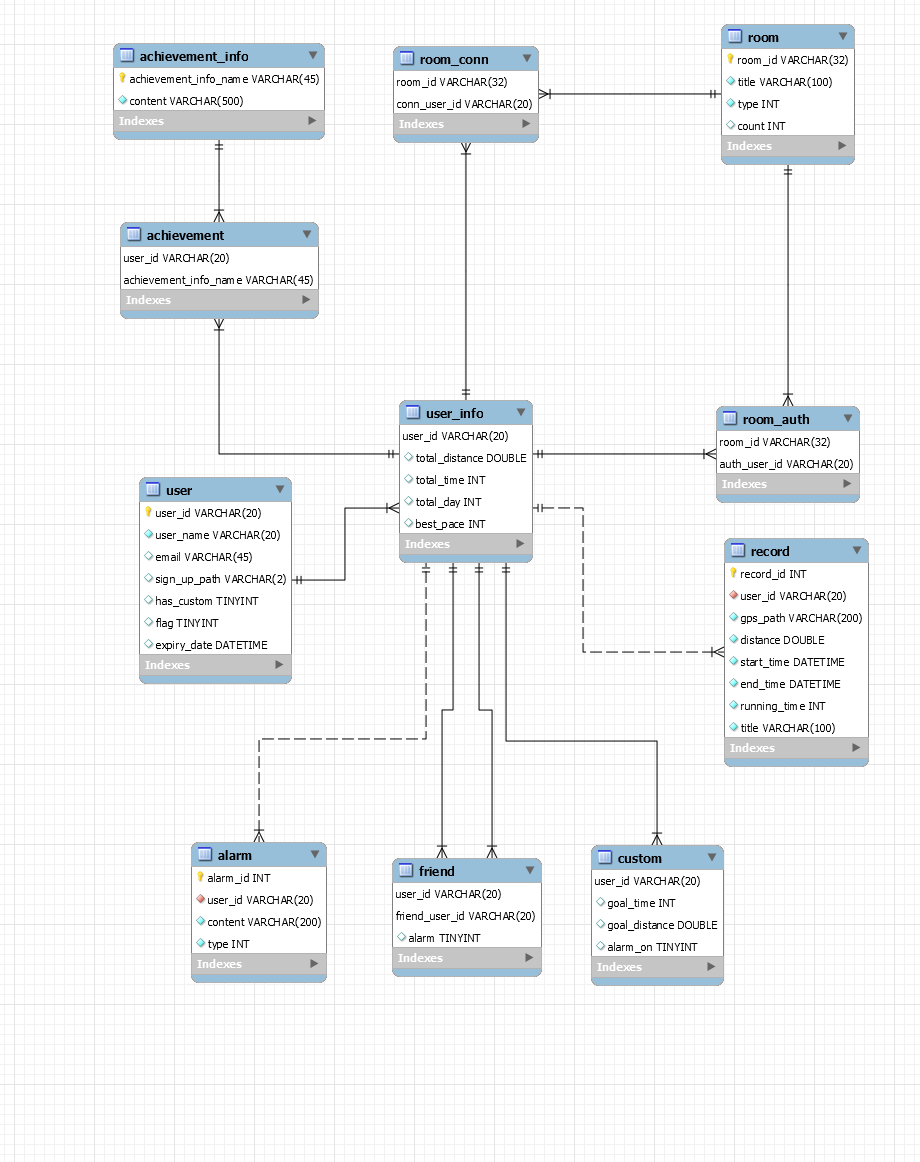 achievement_info
achievement_info_name VARCHAR(45)
content VARCHAR(500)
Indexes
room_conn
room_id VARCHAR(32)
conn_user_id VARCHAR(20)
Indexes
room
room_id VARCHAR(32)
title VARCHAR(100)
type INT
count INT
Indexes
achievement
user_id VARCHAR(20)
achievement_info_name VARCHAR(45)
Indexes
user_info
user_id VARCHAR(20)
total_distance DOUBLE
total_time INT
total_day INT
best_pace INT
Indexes
room_auth
room_id VARCHAR(32)
auth_user_id VARCHAR(20)
Indexes
user
user_id VARCHAR(20)
user_name VARCHAR(20)
email VARCHAR(45)
sign_up_path VARCHAR(2)
has_custom TINYINT
flag TINYINT
expiry_date DATETIME
Indexes
record
record_id INT
user_id VARCHAR(20)
gps_path VARCHAR(200)
distance DOUBLE
start_time DATETIME
end_time DATETIME
running_time INT
title VARCHAR(100)
Indexes
alarm
alarm_id INT
user_id VARCHAR(20)
content VARCHAR(200)
type INT
Indexes
friend
user_id VARCHAR(20)
friend_user_id VARCHAR(20)
alarm TINYINT
Indexes
custom
user_id VARCHAR(20)
goal_time INT
goal_distance DOUBLE
alarm_on TINYINT
Indexes